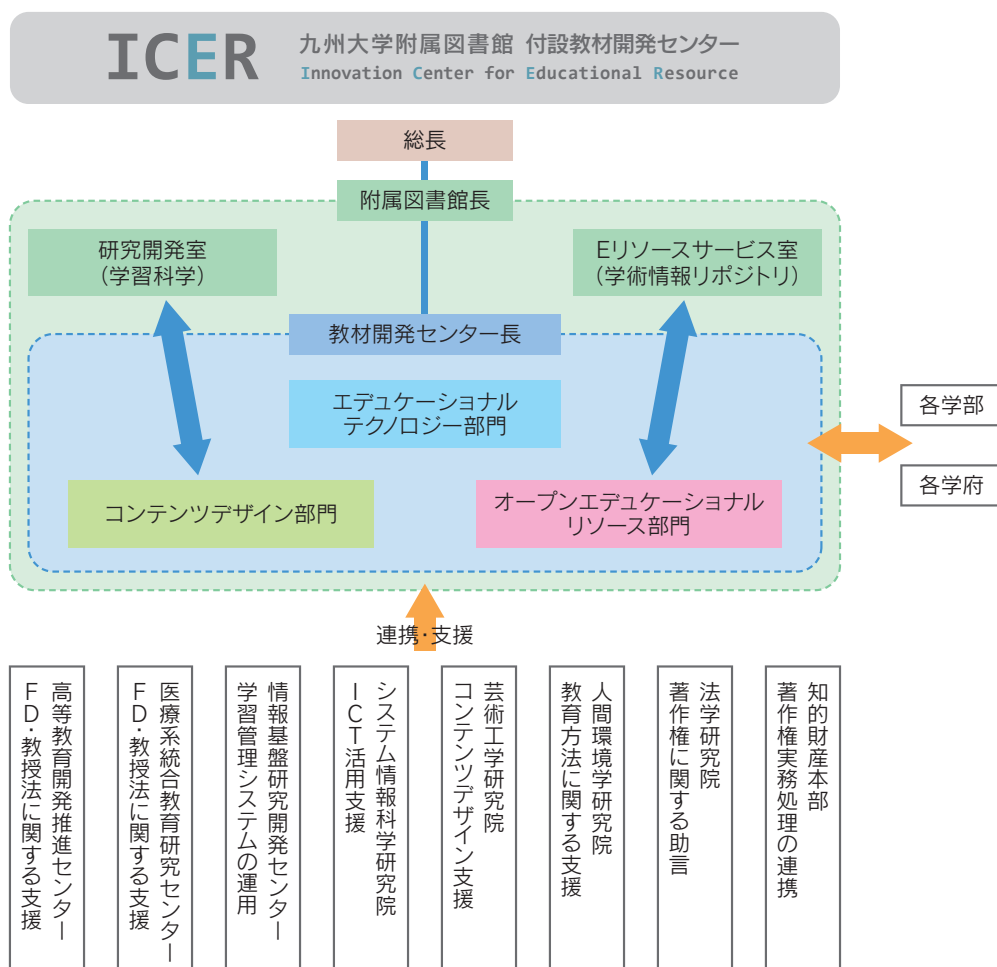 ICER
九州大学附属図書館 付設教材開発センター
Innovation Center for Educational Resource
総長
附属図書館長
研究開発室
(学習科学)
Eリソースサービス室
(学術情報リポジトリ)
教材開発センター長
エデュケーショナル
テクノロジー部門
コンテンツデザイン部門
オープンエデュケーショナル
リソース部門
各学部
各学府
連携・支援
高等教育開発推進センター
FD・教授法に関する支援
医療系統合教育研究センター
FD・教授法に関する支援
情報基盤研究開発センター
学習管理システムの運用
システム情報科学研究院
ICT活用支援
芸術工学研究院
コンテンツデザイン支援
人間環境学研究院
教育方法に関する支援
法学研究院
著作権に関する助言
知的財産本部
著作権実務処理の連携